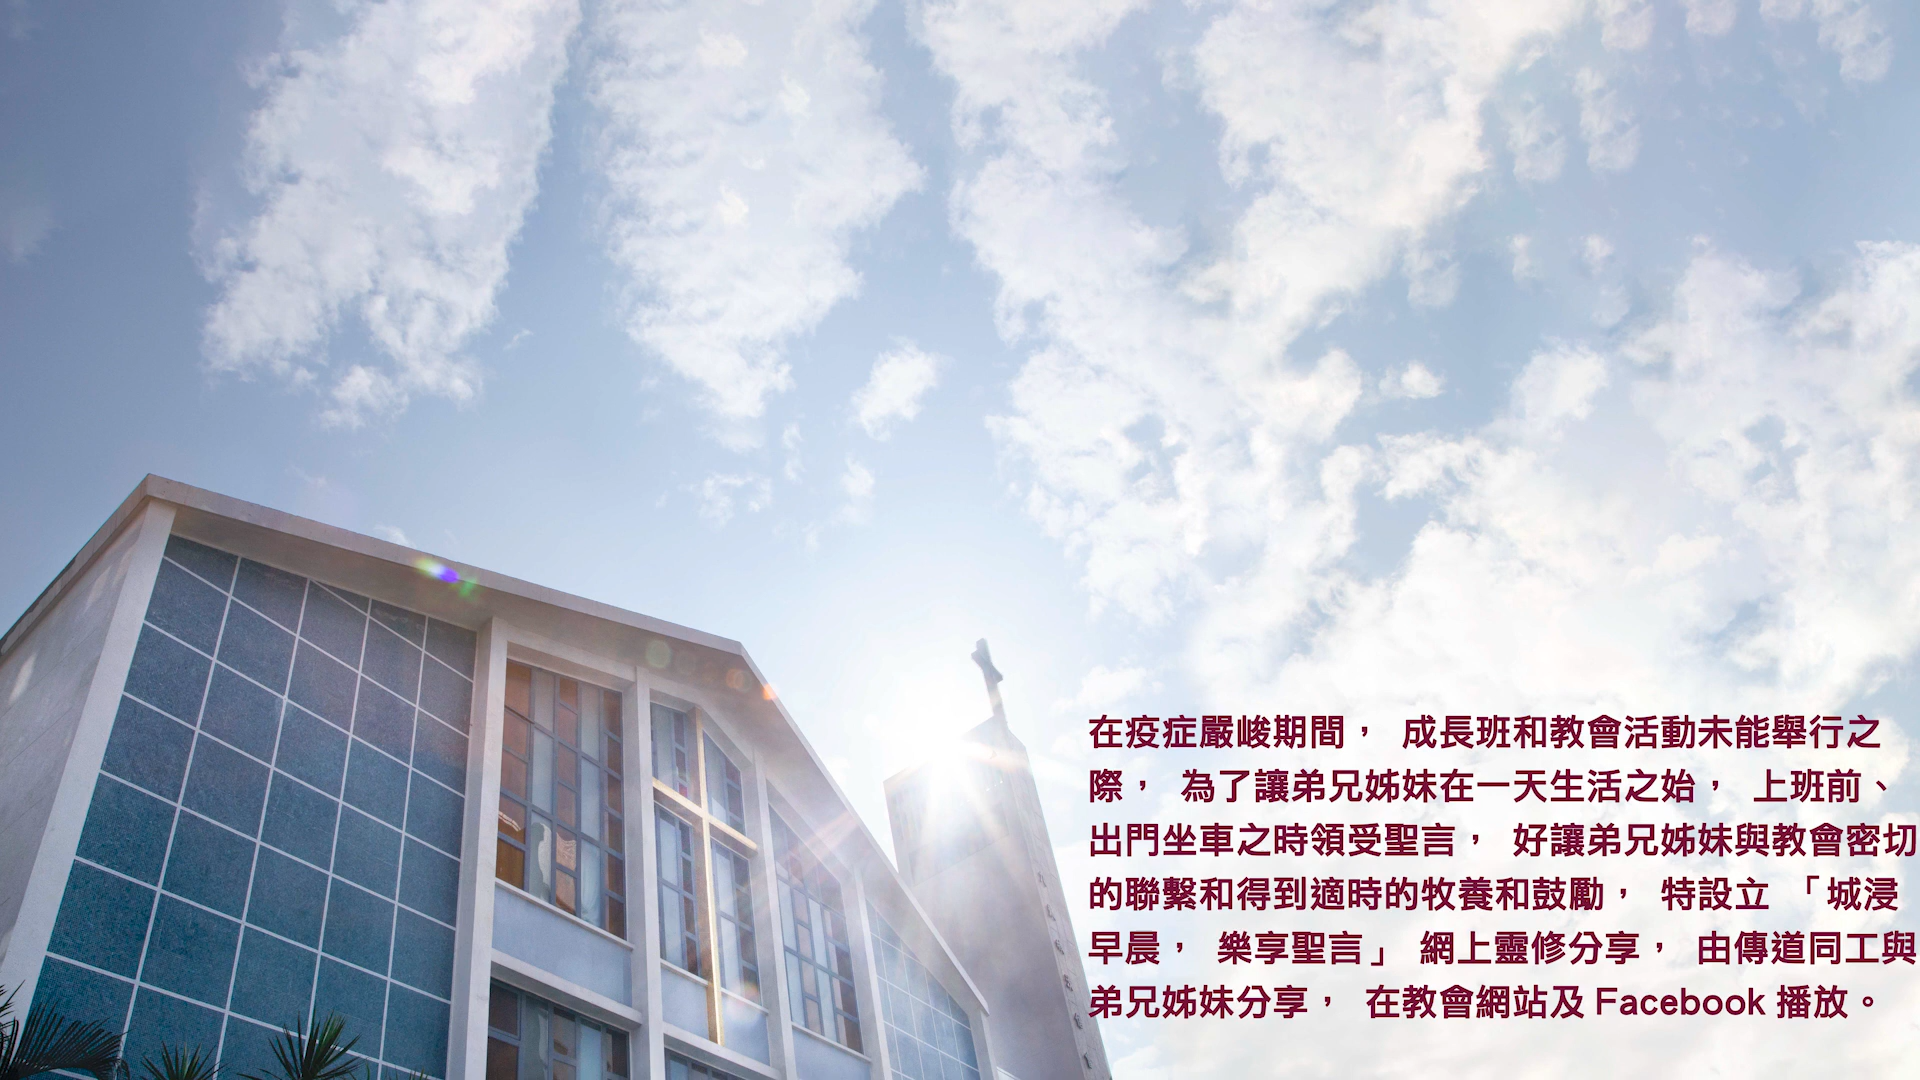 在疫症嚴峻期間， 成長班和教會活動未能舉行之
際， 為了讓弟兄姊妹在一天生活之始， 上班前、
出門坐車之時領受聖言， 好讓弟兄姊妹與教會密切
的聯繫和得到適時的牧養和鼓勵， 特設立 「城浸
早晨， 樂享聖言」 網上靈修分享， 由傳道同工與
弟兄姊妹分享， 在教會網站及 Facebook 播放。